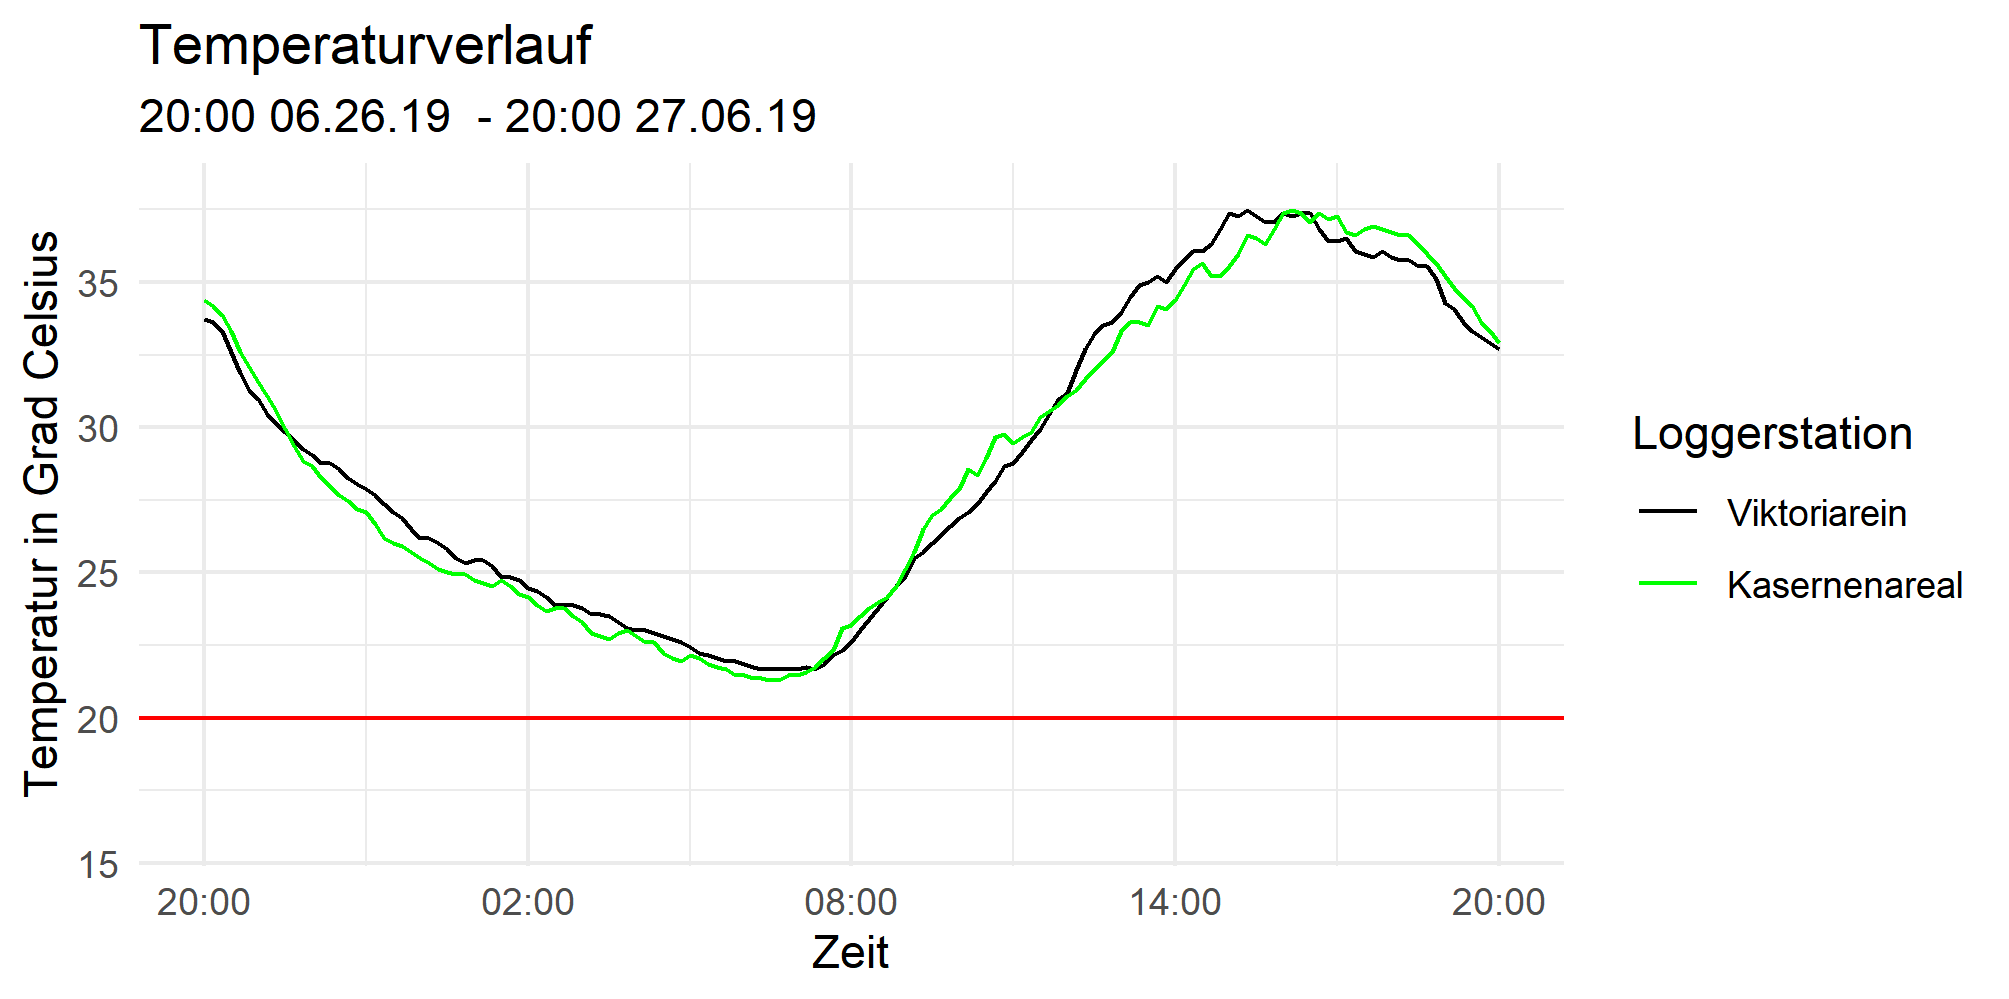 Temperaturverlauf
20:00 06.26.19  - 20:00 27.06.19
Temperatur in Grad Celsius
35
30
25
20
15
20:00 02:00 08:00 14:00 20:00
Zeit
Loggerstation
Viktoriarein
Kasernenareal